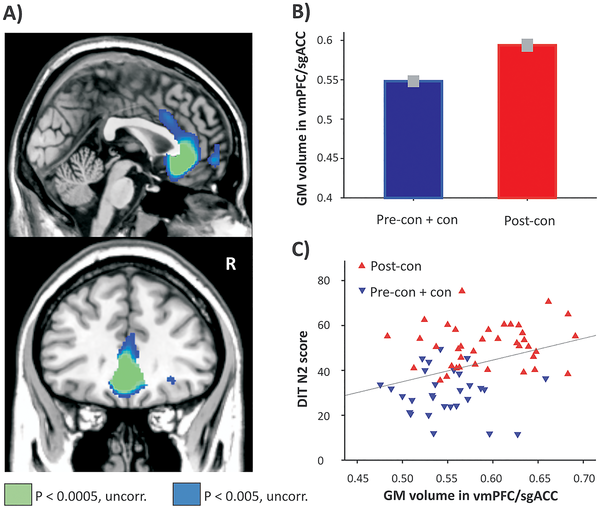 A)
R
P < 0.0005, uncorr.
P < 0.005, uncorr.
B)
GM volume in vmPFC/sgACC
0.6
0.55
0.5
0.45
0.4
Pre-con + con
Post-con
C)
Post-con
Pre-con + con
DIT N2 score
80
60
40
20
0
0.45
0.50
0.55
0.60
0.65
0.70
GM volume in vmPFC/sgACC